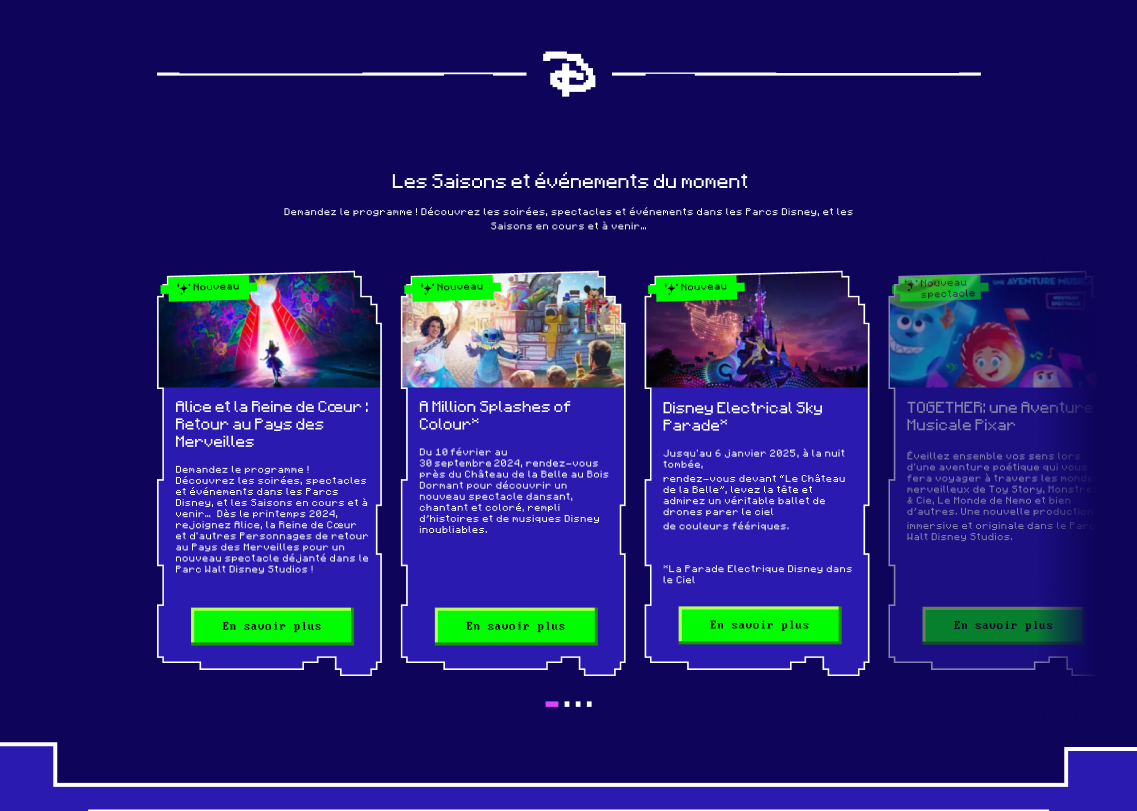 Les Saisons et événements du moment
Demandez le programme ! Découvrez les soirées, spectacles et événements dans les Parcs Disney, et les
Saisons en cours et à venir...
Nouveau
Alice et la Reine de Cœur :
Retour au Pays des
Merveilles
Demandez le programme !
Découvrez les soirées, spectacles
et événements dans les Parcs
Disney, et les Saisons en cours et à
venir... Dès le printemps 2024,
rejoignez Alice, la Reine de Cœur
et d'autres Personnages de retour
au Pays des Merveilles pour un
nouveau spectacle déjanté dans le
Parc Walt Disney Studios !
En savoir plus
Nouveau
A Million Splashes of
Colour*
Du 10 février au
30 septembre 2024, rendez-vous
près du Château de la Belle au Bois
Dormant pour découvrir un
nouveau spectacle dansant,
chantant et coloré, rempli
d'histoires et de musiques Disney
inoubliables.
En savoir plus
Nouveau
Disney Electrical Sky
Parade*
Jusqu'au 6 janvier 2025, à la nuit
tombée,
rendez-vous devant "Le Château
de la Belle", levez la tête et
admirez un véritable ballet de
drones parer le ciel
de couleurs féériques.
*La Parade Electrique Disney dans
le Ciel
En savoir plus
Nouveau
spectacle
UNE AVENTURE MUSIC
NOUVEAU
SPECTACLE
TOGETHER: une Aventure
Musicale Pixar
Éveillez ensemble vos sens lors
d'une aventure poétique qui vous
fera voyager à travers les monde
merveilleux de Toy Story, Monstre
& Cie, Le Monde de Nemo et bien
d'autres. Une nouvelle production
immersive et originale dans le Parc
Walt Disney Studios.
En savoir plus